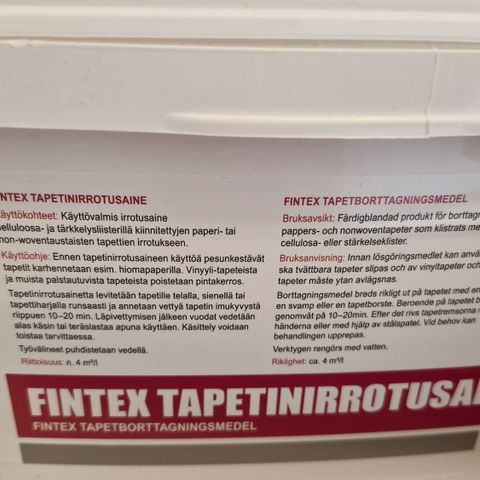 NTEX TAPETINIRROTUSAINE
äyttökohteet: Käyttövalmis irrotusaine
elluloosa- ja tärkkelysliisterillä kiinnitettyjen paperi- tai
non-woventaustaisten tapettien irrotukseen.
Käyttöohje: Ennen tapetinirrotusaineen käyttöä pesunkestävät
tapetit karhennetaan esim. hiomapaperilla. Vinyyli-tapeteista
ja muista palstautuvista tapeteista poistetaan pintakerros.
Tapetinirrotusainetta levitetään tapetille telalla, sienellä tai
tapettiharjalla runsaasti ja annetaan vettyä tapetin imukyvystä
riippuen 10–20 min. Läpivettymisen jälkeen vuodat vedetään
alas käsin tai teräslastaa apuna käyttäen. Käsittely voidaan
toistaa tarvittaessa.
Työvälineet puhdistetaan vedellä.
Riittoisuus: n. 4 m²/l
FINTEX TAPETBORTTAGNINGSMEDEL
Bruksavsikt: Färdigblandad produkt för borttagn
pappers- och nonwoventapeter som klistrats med
cellulosa- eller stärkelseklister.
Bruksanvisning: Innan lösgöringsmedlet kan anvä
ska tvättbara tapeter slipas och av vinyltapeter och
tapeter måste ytan avlägsnas.
Borttagningsmedel breds rikligt ut på tapetet med en
en svamp eller en tapetborste. Beroende på tapetet b
genomvåt på 10–20min. Efter det rivs tapetremsorna n
händerna eller med hjälp av stålspatel. Vid behov kan
behandlingen upprepas.
Verktygen rengörs med vatten.
Riklighet: ca. 4 m²/l
FINTEX TAPETINIRROTUSAI
FINTEX TAPETBORTTAGNINGSMEDEL